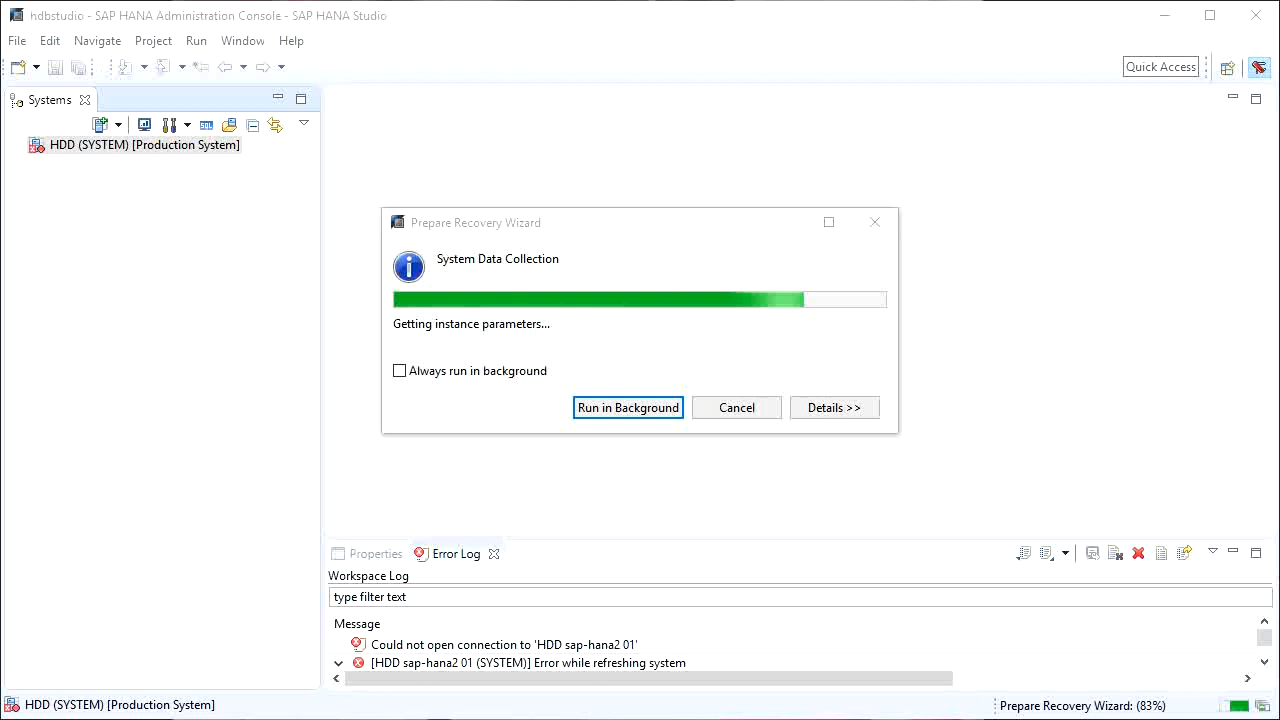 hdbstudio - SAP HANA Administration Console - SAP HANA Studio
File Edit Navigate Project Run Window Help
Quick Access
Systems
HDD (SYSTEM) [Production System]
Prepare Recovery Wizard
System Data Collection
Getting instance parameters...
Always run in background
Run in Background Cancel Details >>
Properties Error Log
Workspace Log
type filter text
Message
Could not open connection to 'HDD sap-hana2 01'
[HDD sap-hana2 01 (SYSTEM)] Error while refreshing system
HDD (SYSTEM) [Production System] Prepare Recovery Wizard: (83%)